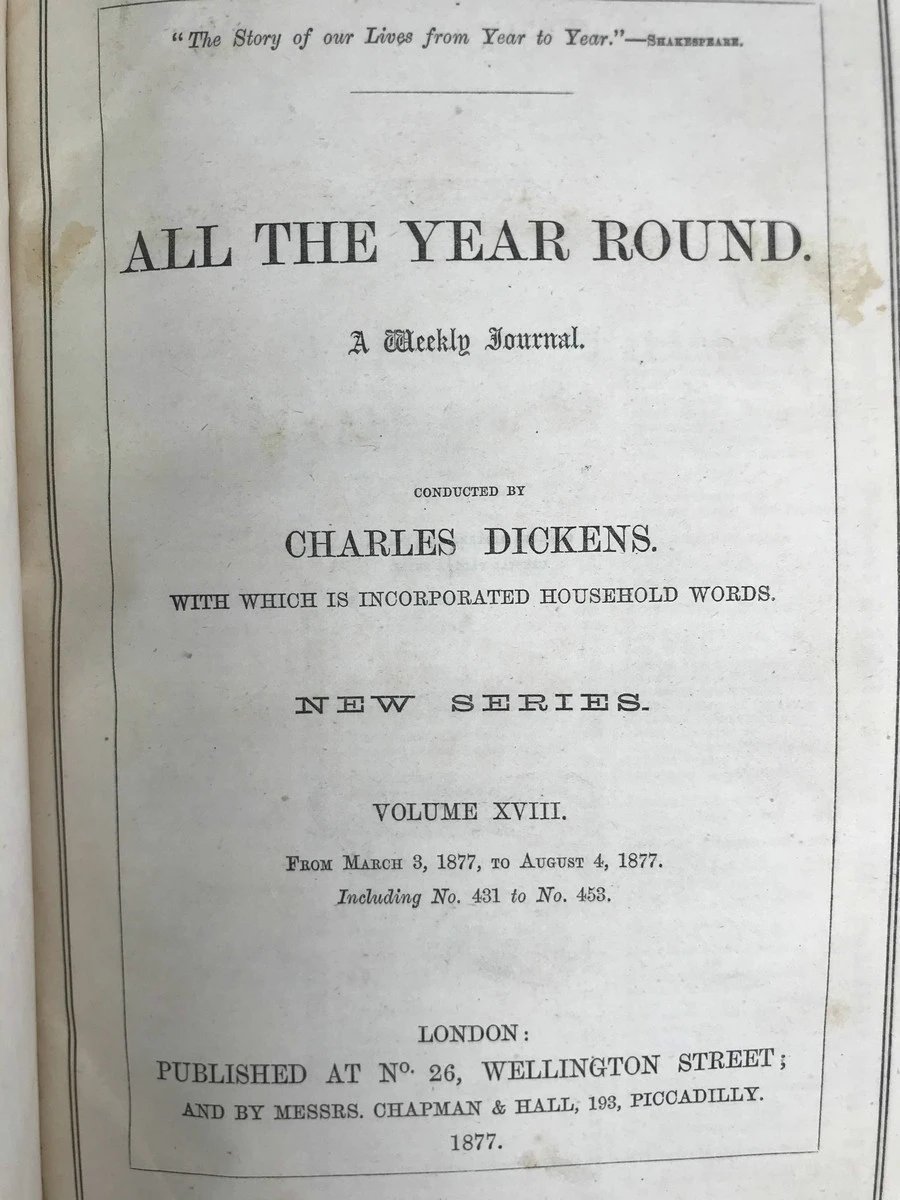 "The Story of our Lives from Year to Year."—SHAKESPEARE.
ALL THE YEAR ROUND.
A Weekly Journal.
CONDUCTED BY
CHARLES DICKENS.
WITH WHICH IS INCORPORATED HOUSEHOLD WORDS.
NEW SERIES.
VOLUME XVIII.
FROM MARCH 3, 1877, TO AUGUST 4, 1877.
Including No. 431 to No. 453.
LONDON:
PUBLISHED AT No. 26, WELLINGTON STREET;
AND BY MESSRS. CHAPMAN & HALL, 193, PICCADILLY.
1877.